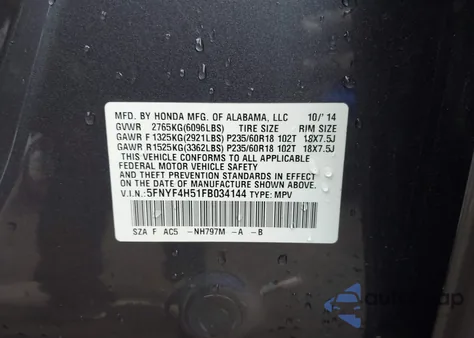 MFD. BY HONDA MFG. OF ALABAMA, LLC 10/'14
GVWR 2765KG(6096LBS) TIRE SIZE RIM SIZE
GAWR F 1325KG(2921LBS) P235/60R18 102T 18X7.5J
GAWR R 1525KG(3362LBS) P235/60R18 102T 18X7.5J
THIS VEHICLE CONFORMS TO ALL APPLICABLE
FEDERAL MOTOR VEHICLE SAFETY
AND THEFT PREVENTION STANDARDS IN EFFECT
ON THE DATE OF MANUFACTURE SHOWN ABOVE.
V.I.N.: 5FNYF4H51FB034144 TYPE: MPV
SZA F AC5 -NH797M -A -B